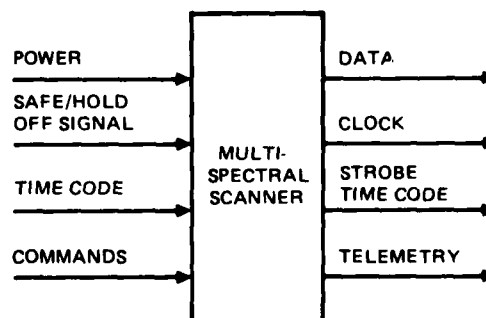 POWER
SAFE/HOLD
OFF SIGNAL
TIME CODE
COMMANDS
MULTI-
SPECTRAL
SCANNER
DATA
CLOCK
STROBE
TIME CODE
TELEMETRY